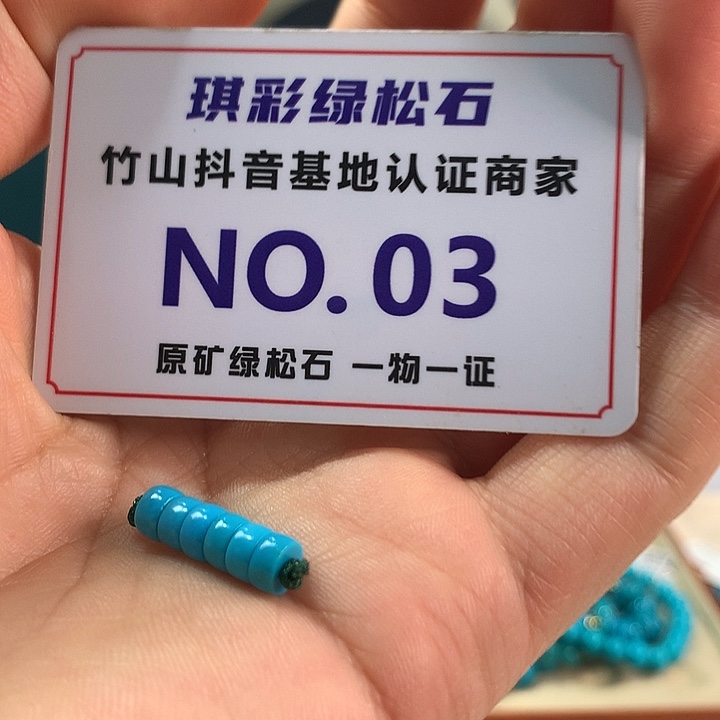 琪彩绿松石
竹山抖音基地认证商家
NO.03
原矿绿松石 一物一证